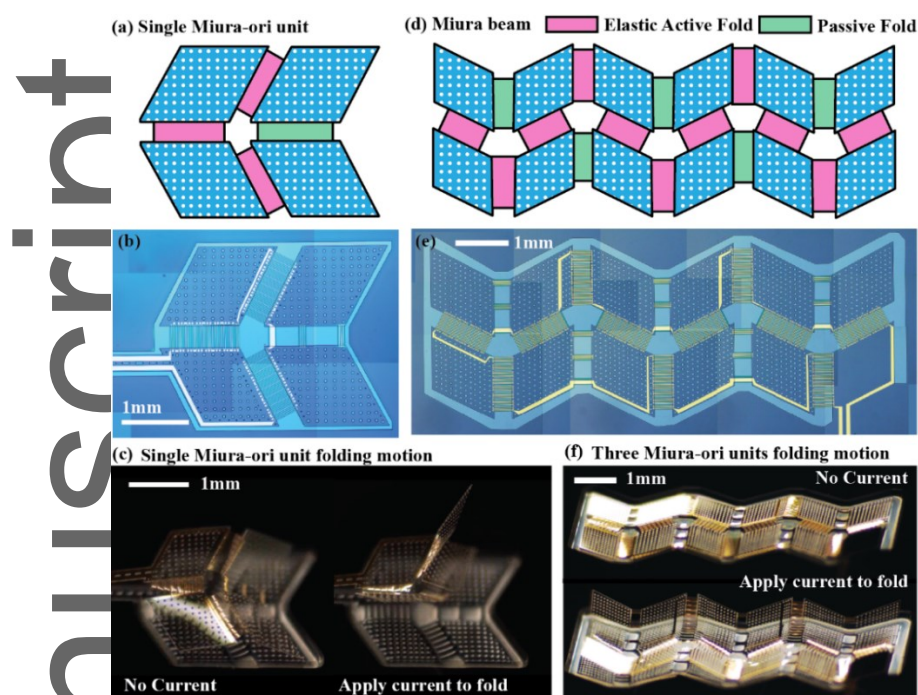 nuscript
(a) Single Miura-ori unit
(d) Miura beam Elastic Active Fold Passive Fold
(b)
1mm
(e) 1mm
(c) Single Miura-ori unit folding motion
1mm
No Current
Apply current to fold
(f) Three Miura-ori units folding motion
1mm No Current
Apply current to fold